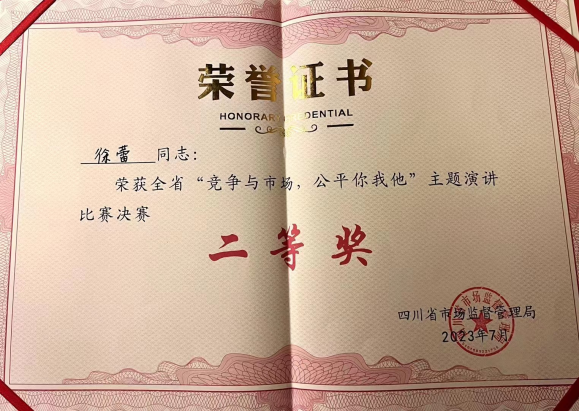 荣誉证书
HONORAR DENTIAL
徐蕾 同志:
荣获全省“竞争与市场,公平你我他”主题演讲
比赛决赛
二等奖
四川省市场监督管理局
2023年7月